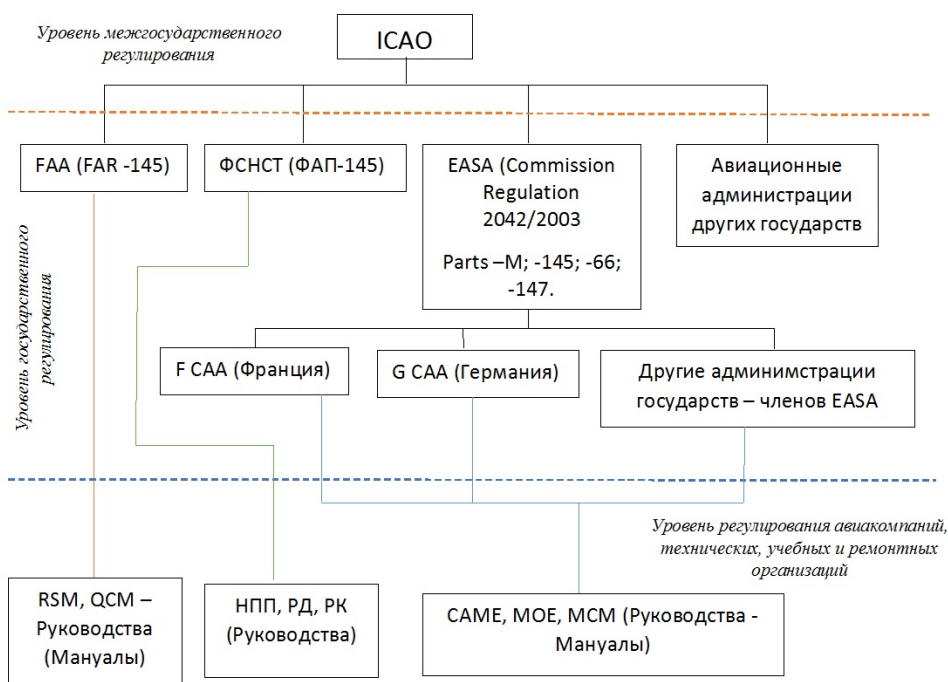 Уровень межгосударственного
регулирования
ICAO
FAA (FAR -145)
ФСНСТ (ФАП-145)
EASA (Commission
Regulation
2042/2003
Parts –M; -145; -66;
-147.
Авиационные
администрации
других государств
Уровень государственного
регулирования
F CAA (Франция)
G CAA (Германия)
Другие админимстрации
государств – членов EASA
Уровень регулирования авиакомпаний,
технических, учебных и ремонтных
организаций
RSM, QCM –
Руководства
(Мануалы)
НПП, РД, РК
(Руководства)
CAME, MOE, MCM (Руководства -
Мануалы)